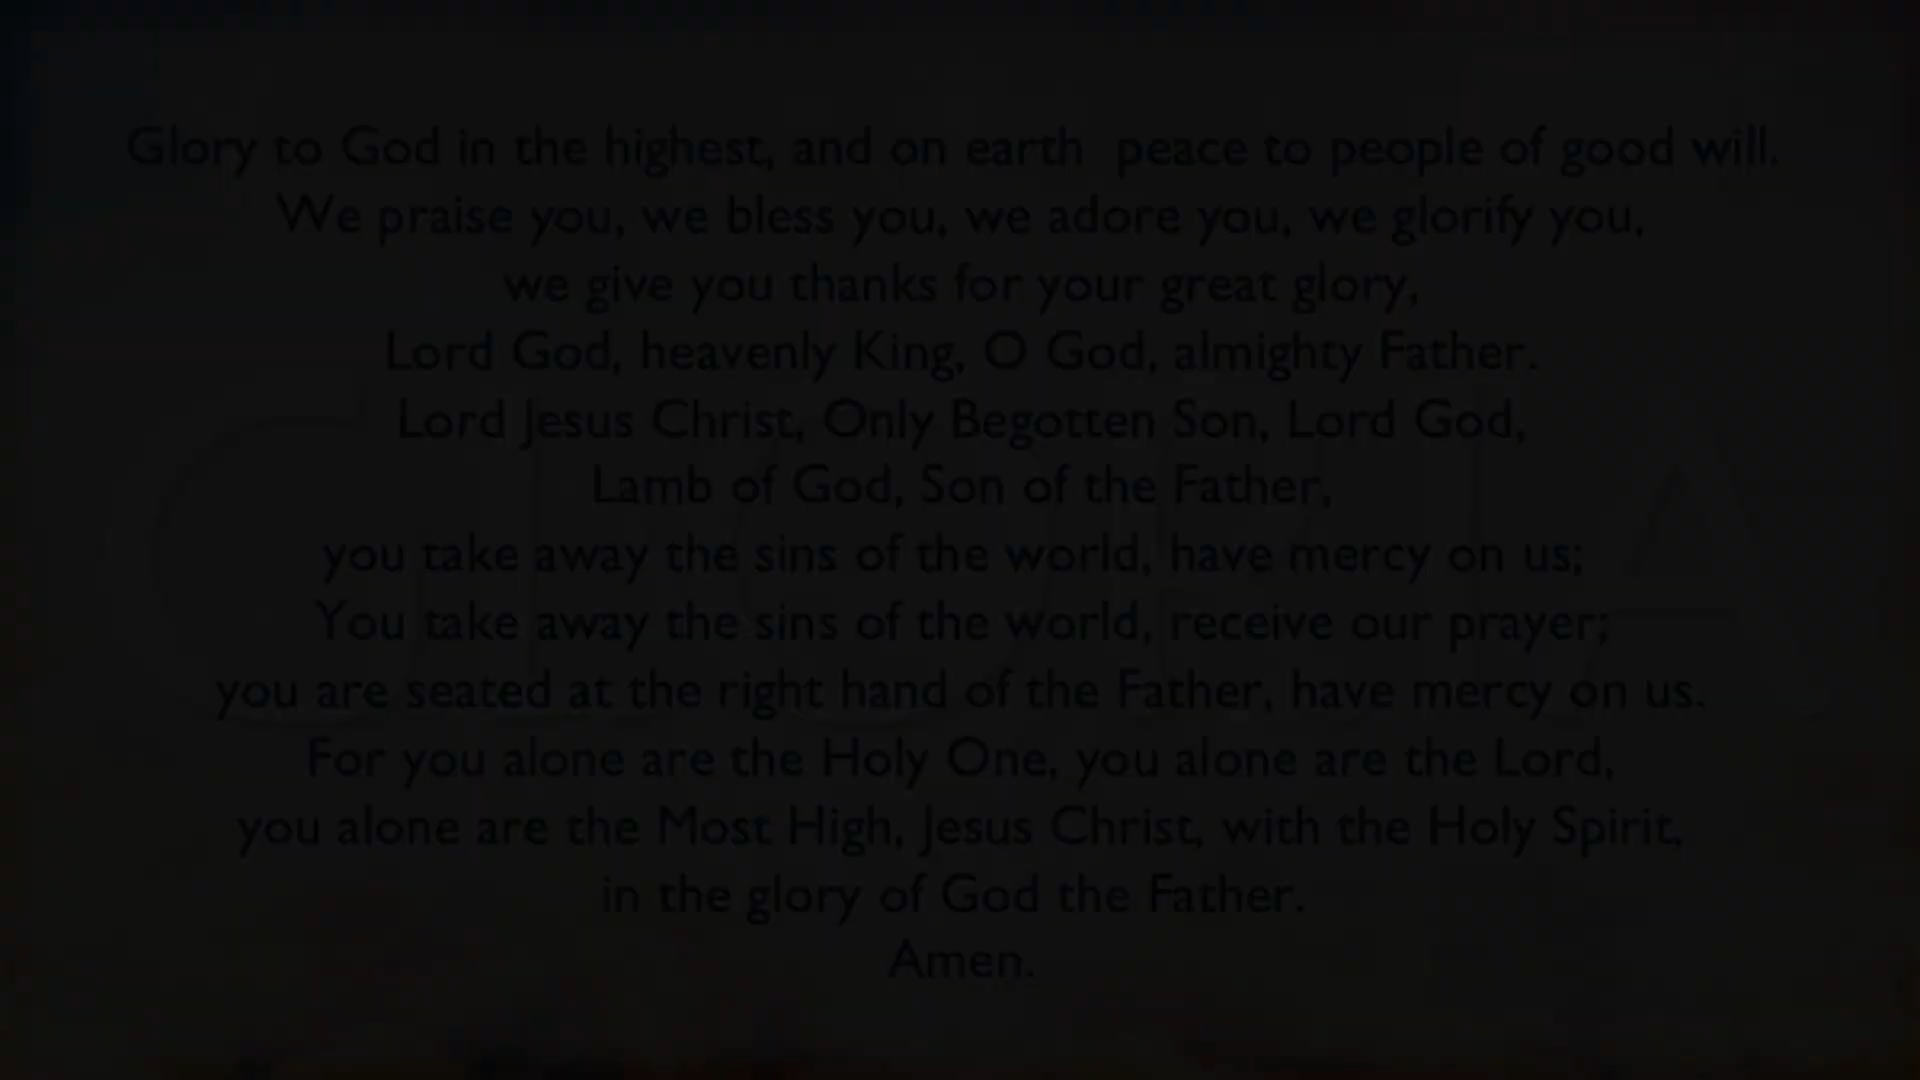 Glory to God in the highest, and on earth peace to people of good will.
We praise you, we bless you, we adore you, we glorify you,
we give you thanks for your great glory,
Lord God, heavenly King, O God, almighty Father.
Lord Jesus Christ, Only Begotten Son, Lord God,
Lamb of God, Son of the Father,
you take away the sins of the world, have mercy on us;
You take away the sins of the world, receive our prayer;
you are seated at the right hand of the Father, have mercy on us.
For you alone are the Holy One, you alone are the Lord,
you alone are the Most High, Jesus Christ, with the Holy Spirit,
in the glory of God the Father.
Amen.
GLORIA